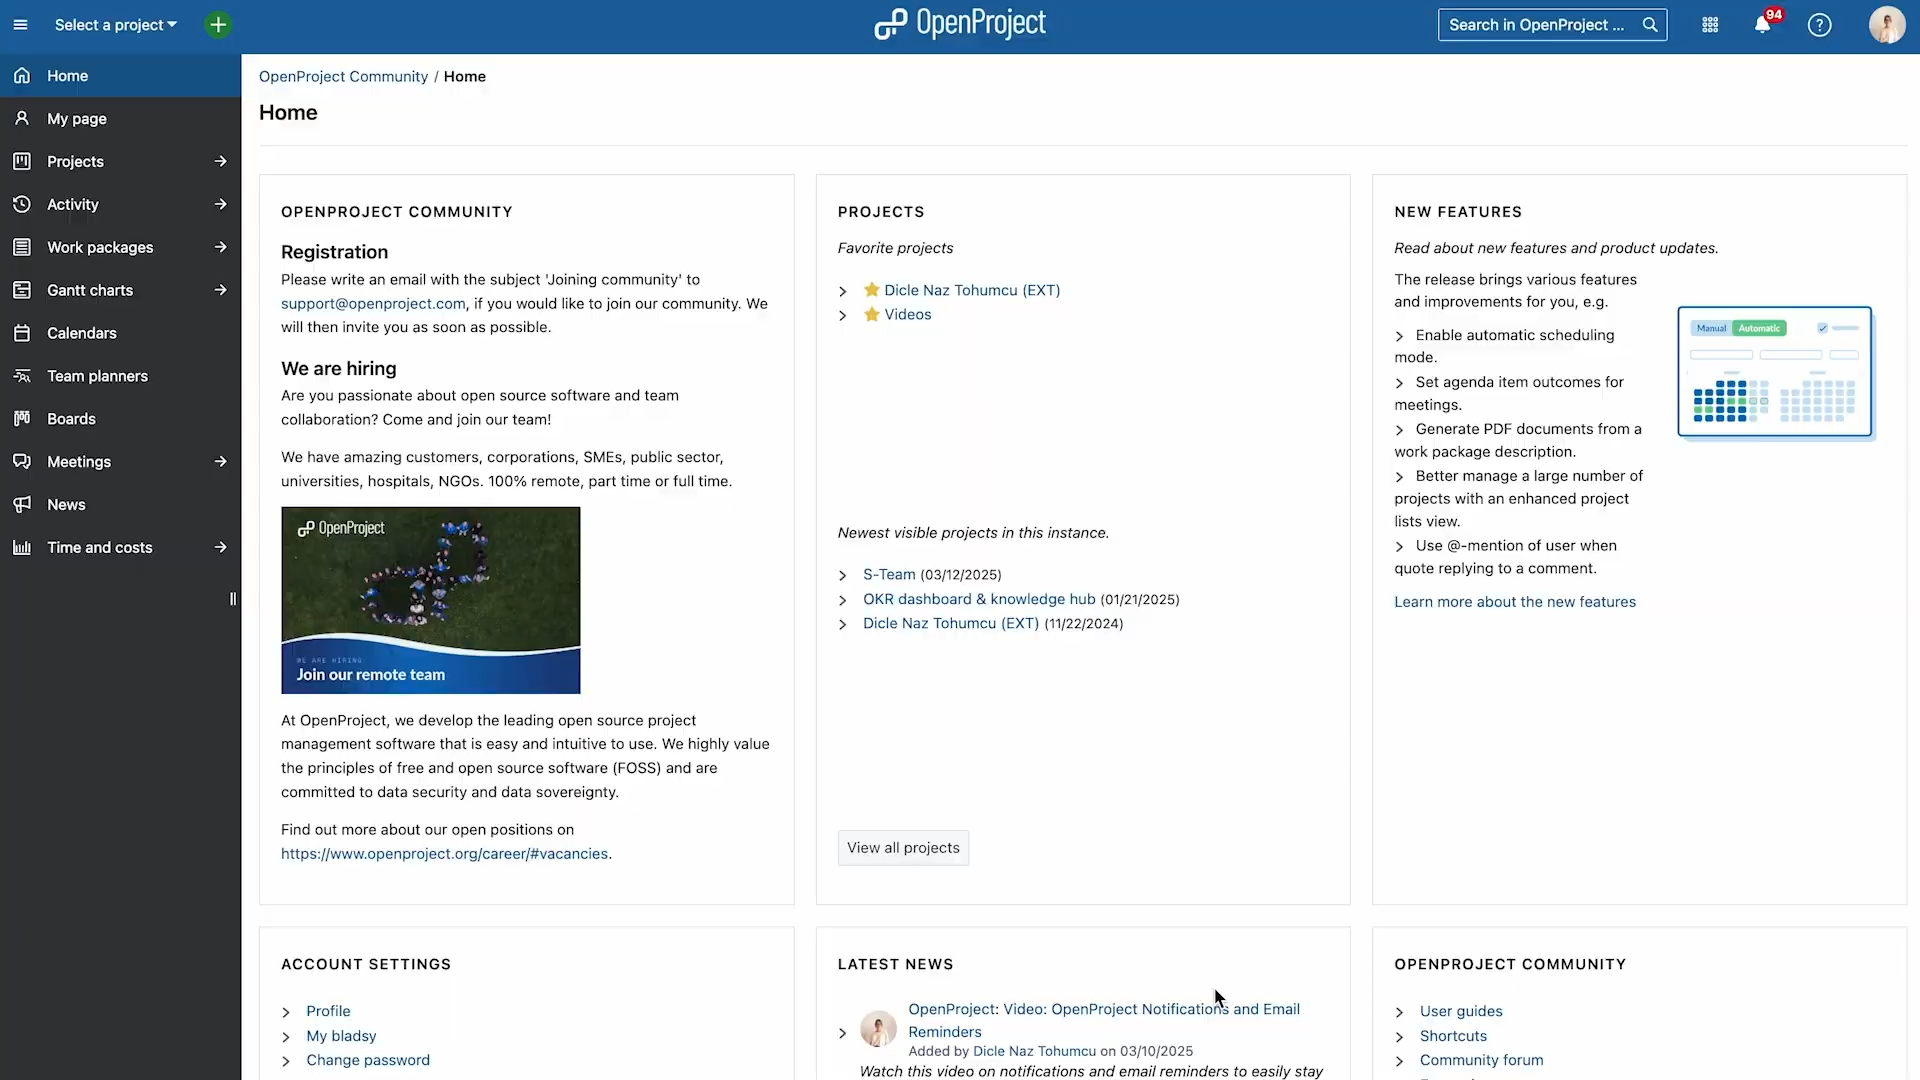 Select a project
OpenProject
Search in OpenProject ...
94
Home
My page
Projects
Activity
Work packages
Gantt charts
Calendars
Team planners
Boards
Meetings
News
Time and costs
OpenProject Community / Home
Home
OPENPROJECT COMMUNITY
Registration
Please write an email with the subject 'Joining community' to
support@openproject.com, if you would like to join our community. We
will then invite you as soon as possible.
We are hiring
Are you passionate about open source software and team
collaboration? Come and join our team!
We have amazing customers, corporations, SMEs, public sector,
universities, hospitals, NGOs. 100% remote, part time or full time.
OpenProject
WE ARE HIRING
Join our remote team
At OpenProject, we develop the leading open source project
management software that is easy and intuitive to use. We highly value
the principles of free and open source software (FOSS) and are
committed to data security and data sovereignty.
Find out more about our open positions on
https://www.openproject.org/career/#vacancies.
PROJECTS
Favorite projects
Dicle Naz Tohumcu (EXT)
Videos
Newest visible projects in this instance.
S-Team (03/12/2025)
OKR dashboard & knowledge hub (01/21/2025)
Dicle Naz Tohumcu (EXT) (11/22/2024)
View all projects
NEW FEATURES
Read about new features and product updates.
The release brings various features
and improvements for you, e.g.
Enable automatic scheduling
mode.
Set agenda item outcomes for
meetings.
Generate PDF documents from a
work package description.
Better manage a large number of
projects with an enhanced project
lists view.
Use @-mention of user when
quote replying to a comment.
Learn more about the new features
Manual Automatic
ACCOUNT SETTINGS
Profile
My bladsy
Change password
LATEST NEWS
OpenProject: Video: OpenProject Notifications and Email
Reminders
Added by Dicle Naz Tohumcu on 03/10/2025
Watch this video on notifications and email reminders to easily stay
OPENPROJECT COMMUNITY
User guides
Shortcuts
Community forum